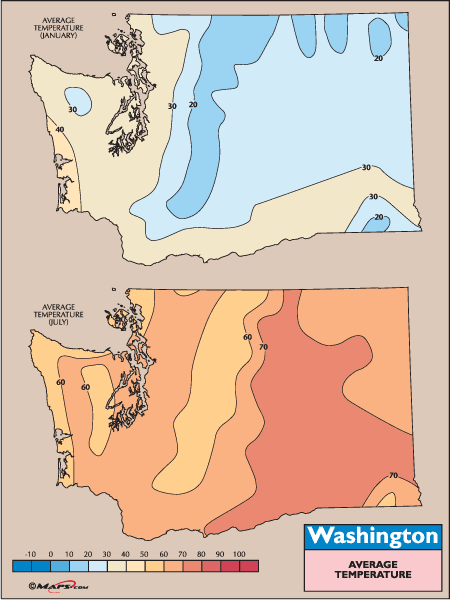 AVERAGE
TEMPERATURE
(JANUARY)
20
30
20
30
40
30
30
20
AVERAGE
TEMPERATURE
(JULY)
60
70
60
60
70
Washington
AVERAGE
TEMPERATURE
-10 0 10 20 30 40 50 60 70 80 90 100
©MAPS.COM